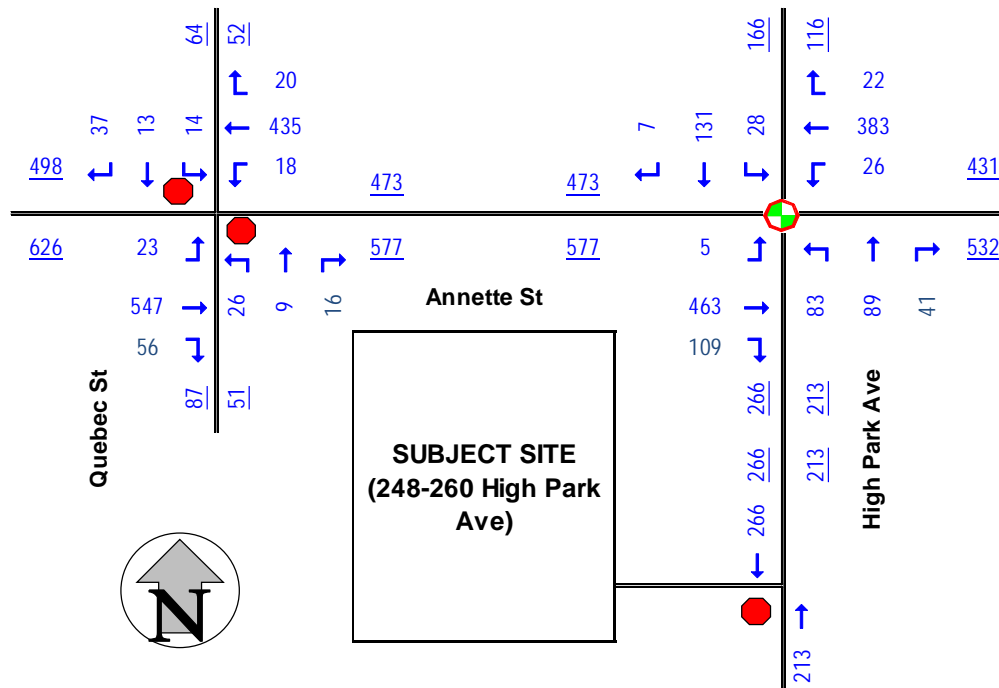 64 52 166 116
20 22
37 13 14 435 7 131 28 383
498 18 473 473 26 431
626 23 577 577 5 532
547 26 9 16 Annette St 463 83 89 41
56 109
87 51 266 213
Quebec St
High Park Ave
SUBJECT SITE
(248-260 High Park
Ave)
266 213
266
N
213